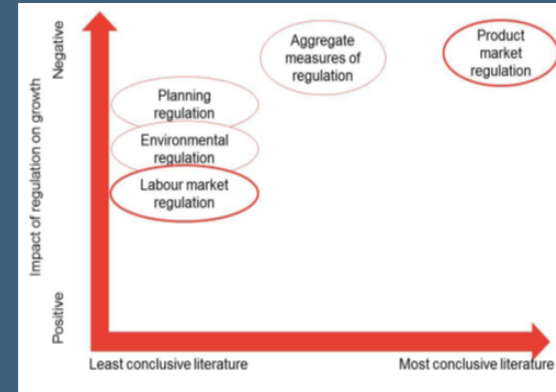 Impact of regulation on growth
Negative
Positive
Aggregate
measures of
regulation
Product
market
regulation
Planning
regulation
Environmental
regulation
Labour market
regulation
Least conclusive literature
Most conclusive literature